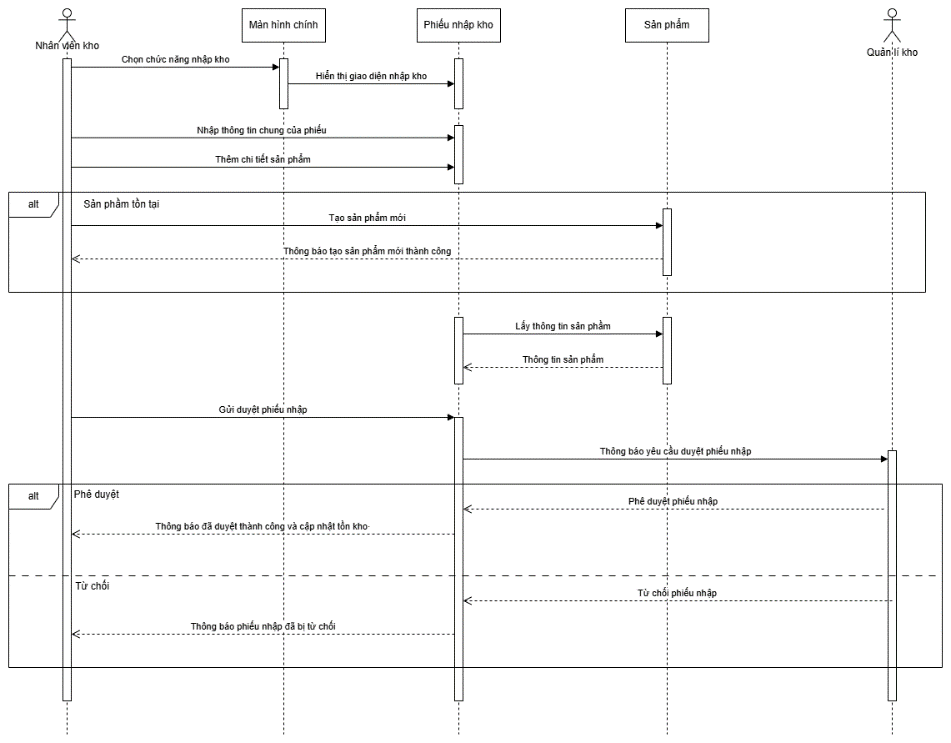 Màn hình chính
Phiếu nhập kho
Sản phẩm
Nhân viên kho
Quản lí kho
Chọn chức năng nhập kho
Hiển thị giao diện nhập kho
Nhập thông tin chung của phiếu
Thêm chi tiết sản phẩm
alt
Sản phẩm tồn tại
Tạo sản phẩm mới
Thông báo tạo sản phẩm mới thành công
Lấy thông tin sản phẩm
Thông tin sản phẩm
Gửi duyệt phiếu nhập
Thông báo yêu cầu duyệt phiếu nhập
alt
Phê duyệt
Phê duyệt phiếu nhập
Thông báo đã duyệt thành công và cập nhật tồn kho
Từ chối
Từ chối phiếu nhập
Thông báo phiếu nhập đã bị từ chối